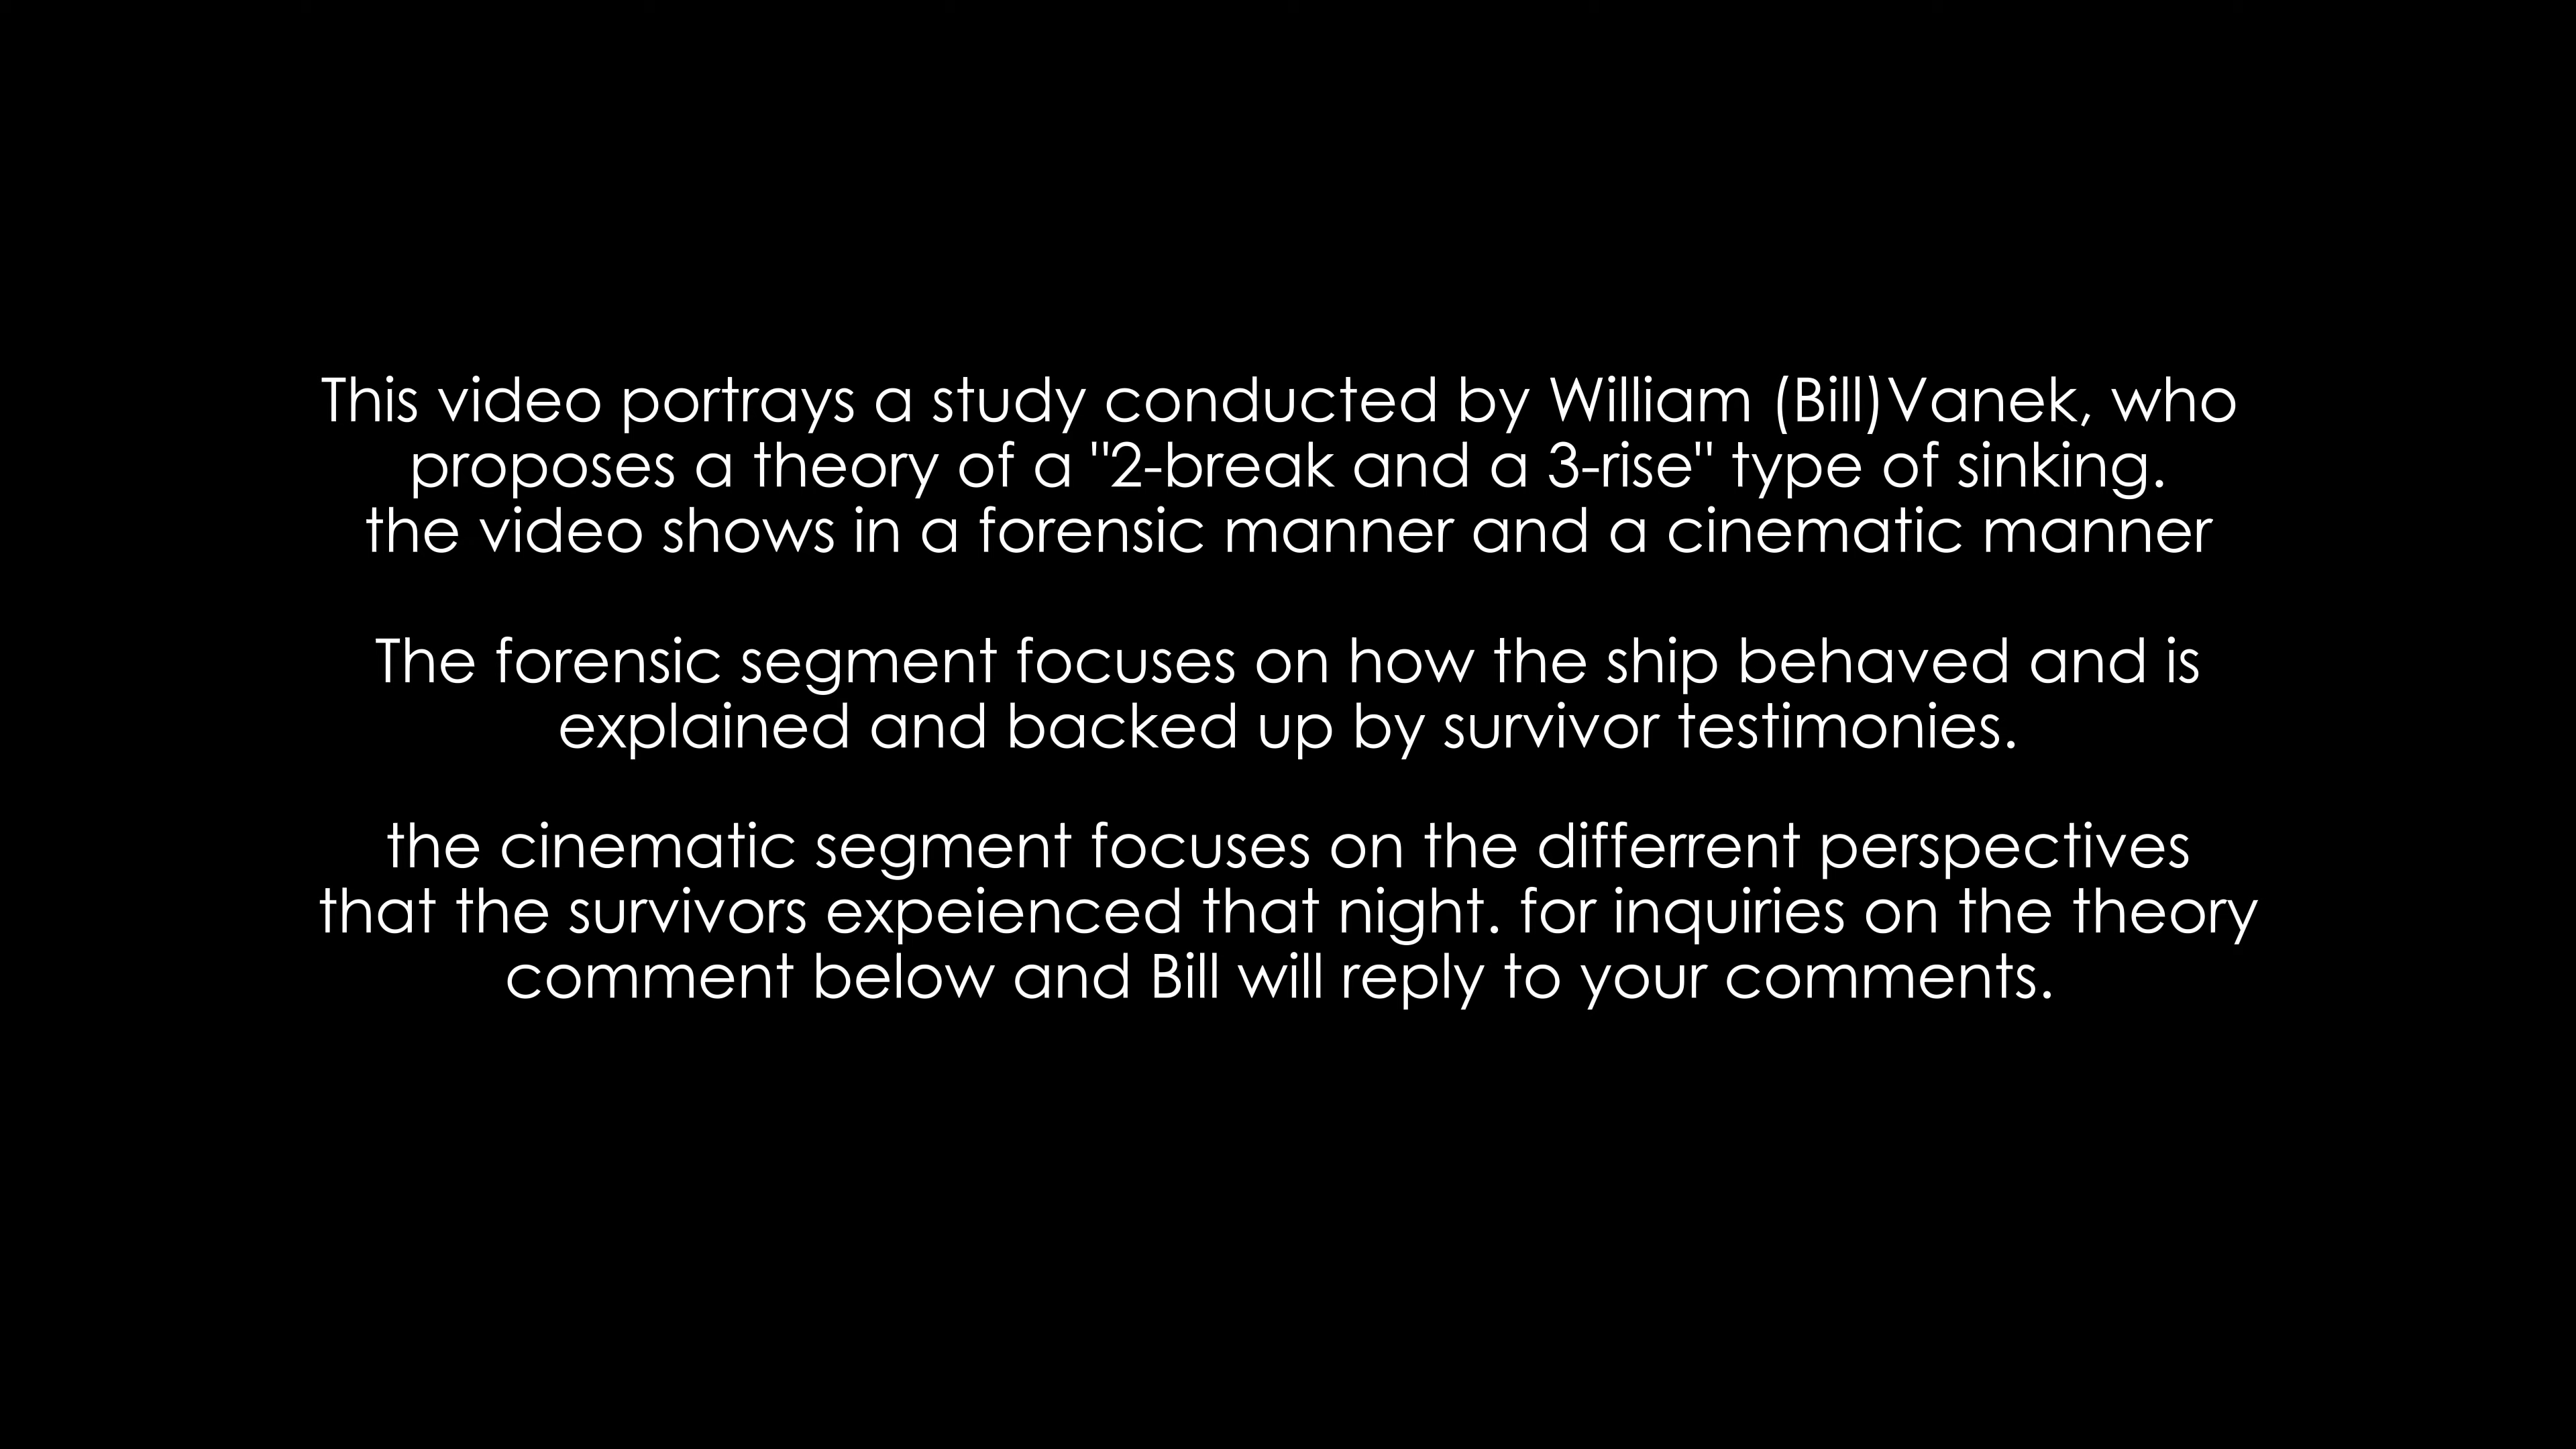 This video portrays a study conducted by William (Bill)Vanek, who
proposes a theory of a "2-break and a 3-rise" type of sinking.
the video shows in a forensic manner and a cinematic manner
The forensic segment focuses on how the ship behaved and is
explained and backed up by survivor testimonies.
the cinematic segment focuses on the differrent perspectives
that the survivors expeienced that night. for inquiries on the theory
comment below and Bill will reply to your comments.